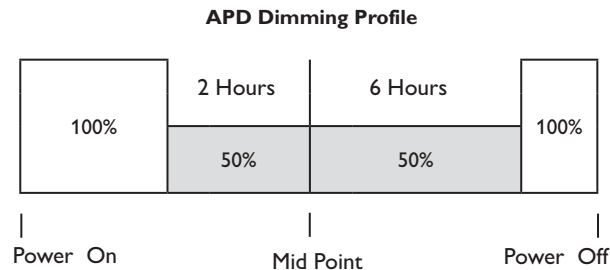 APD Dimming Profile
2 Hours 6 Hours
100% 100%
50% 50%
Power On Mid Point Power Off